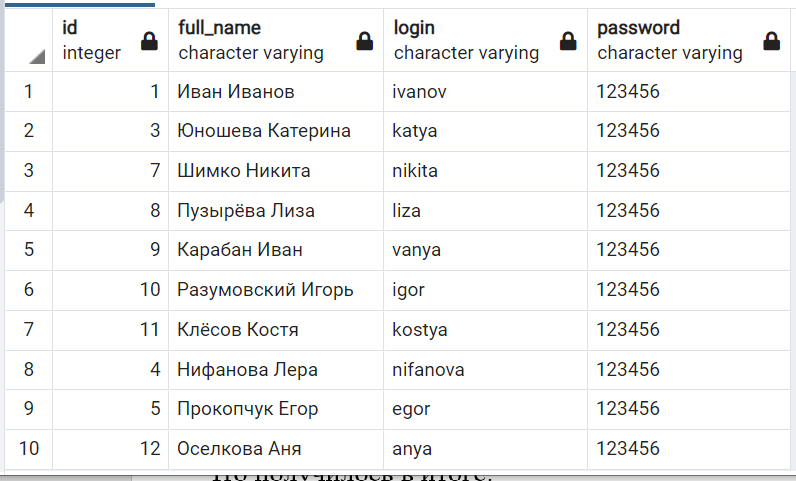 id full_name login password
integer character varying character varying character varying
1 1 Иван Иванов ivanov 123456
2 3 Юношева Катерина katya 123456
3 7 Шимко Никита nikita 123456
4 8 Пузырёва Лиза liza 123456
5 9 Карабан Иван vanya 123456
6 10 Разумовский Игорь igor 123456
7 11 Клёсов Костя kostya 123456
8 4 Нифанова Лера nifanova 123456
9 5 Прокопчук Егор egor 123456
10 12 Оселкова Аня anya 123456
что получилось в итоге: